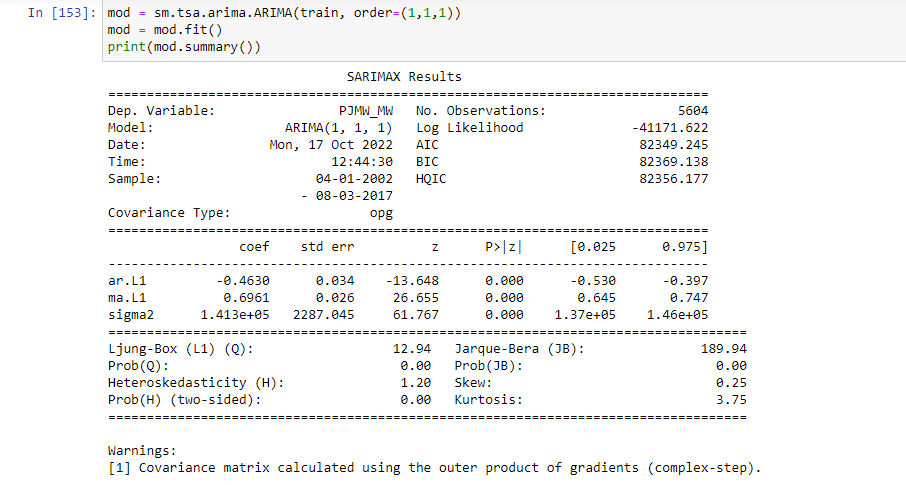 In [153]: mod = sm.tsa.arima.ARIMA(train, order=(1,1,1))
mod = mod.fit()
print(mod.summary())
SARIMAX Results
==============================================================================
Dep. Variable: PJMW_MW No. Observations: 5604
Model: ARIMA(1, 1, 1) Log Likelihood -41171.622
Date: Mon, 17 Oct 2022 AIC 82349.245
Time: 12:44:30 BIC 82369.138
Sample: 04-01-2002 HQIC 82356.177
- 08-03-2017
Covariance Type: opg
==============================================================================
coef std err z P>|z| [0.025 0.975]
------------------------------------------------------------------------------
ar.L1 -0.4630 0.034 -13.648 0.000 -0.530 -0.397
ma.L1 0.6961 0.026 26.655 0.000 0.645 0.747
sigma2 1.413e+05 2287.045 61.767 0.000 1.37e+05 1.46e+05
===================================================================================
Ljung-Box (L1) (Q): 12.94 Jarque-Bera (JB): 189.94
Prob(Q): 0.00 Prob(JB): 0.00
Heteroskedasticity (H): 1.20 Skew: 0.25
Prob(H) (two-sided): 0.00 Kurtosis: 3.75
===================================================================================
Warnings:
[1] Covariance matrix calculated using the outer product of gradients (complex-step).